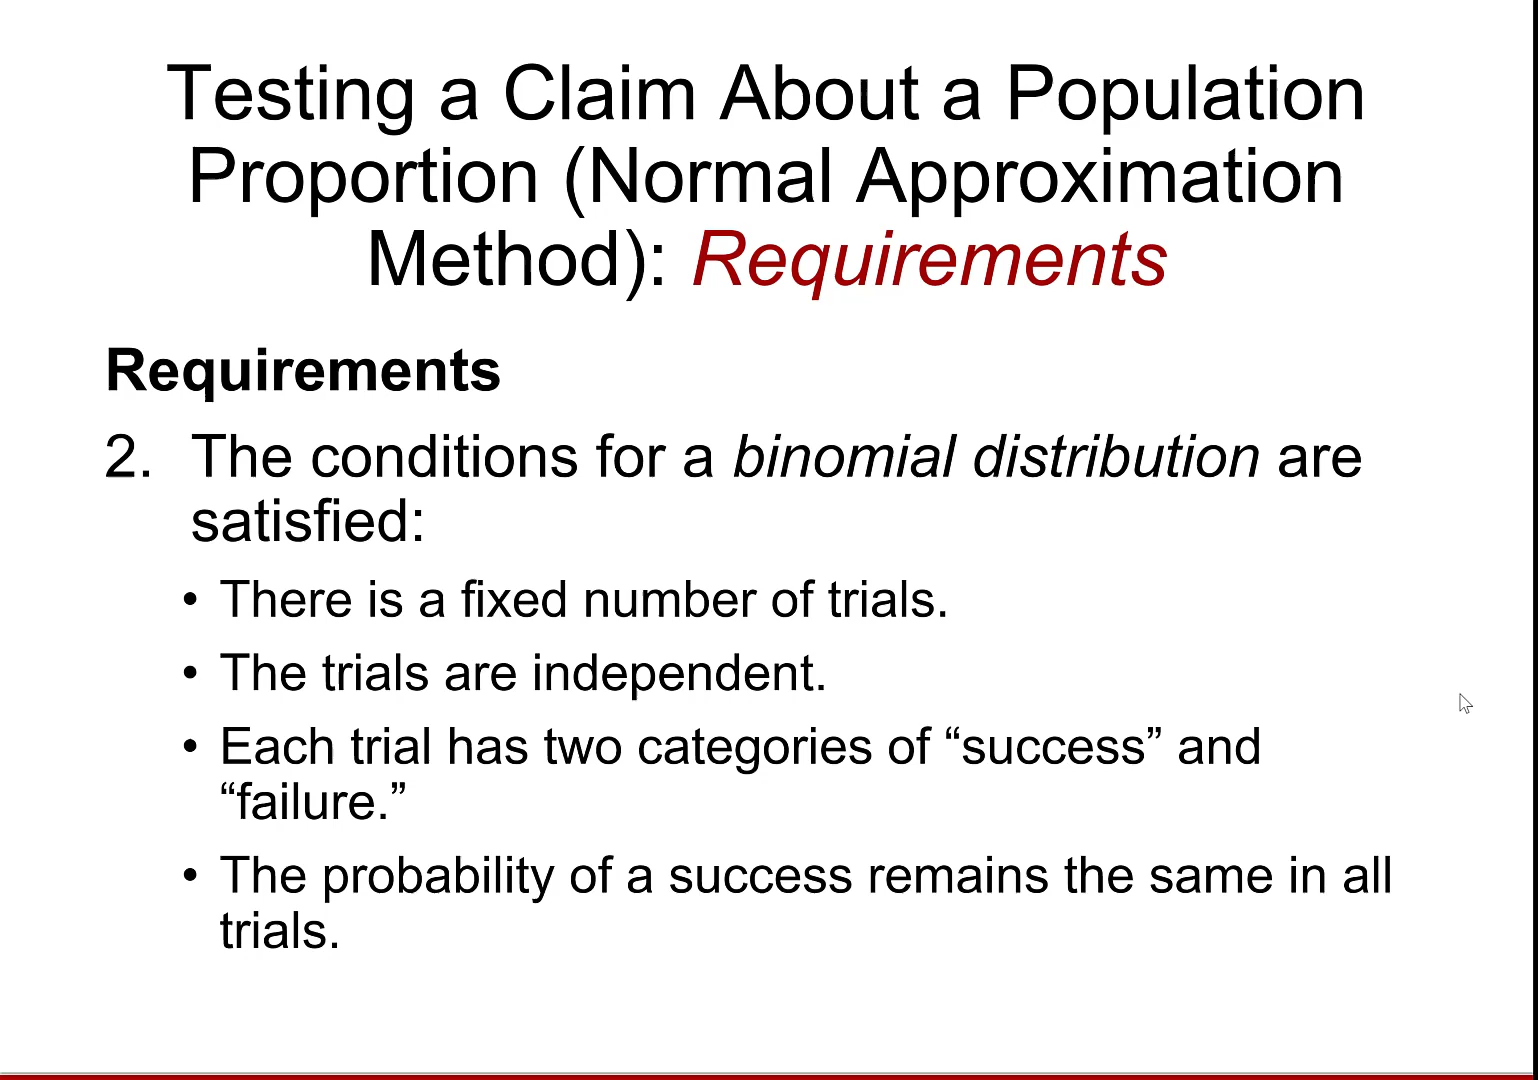 Testing a Claim About a Population
Proportion (Normal Approximation
Method): Requirements
Requirements
2. The conditions for a binomial distribution are
satisfied:
• There is a fixed number of trials.
• The trials are independent.
• Each trial has two categories of “success” and
“failure.”
• The probability of a success remains the same in all
trials.